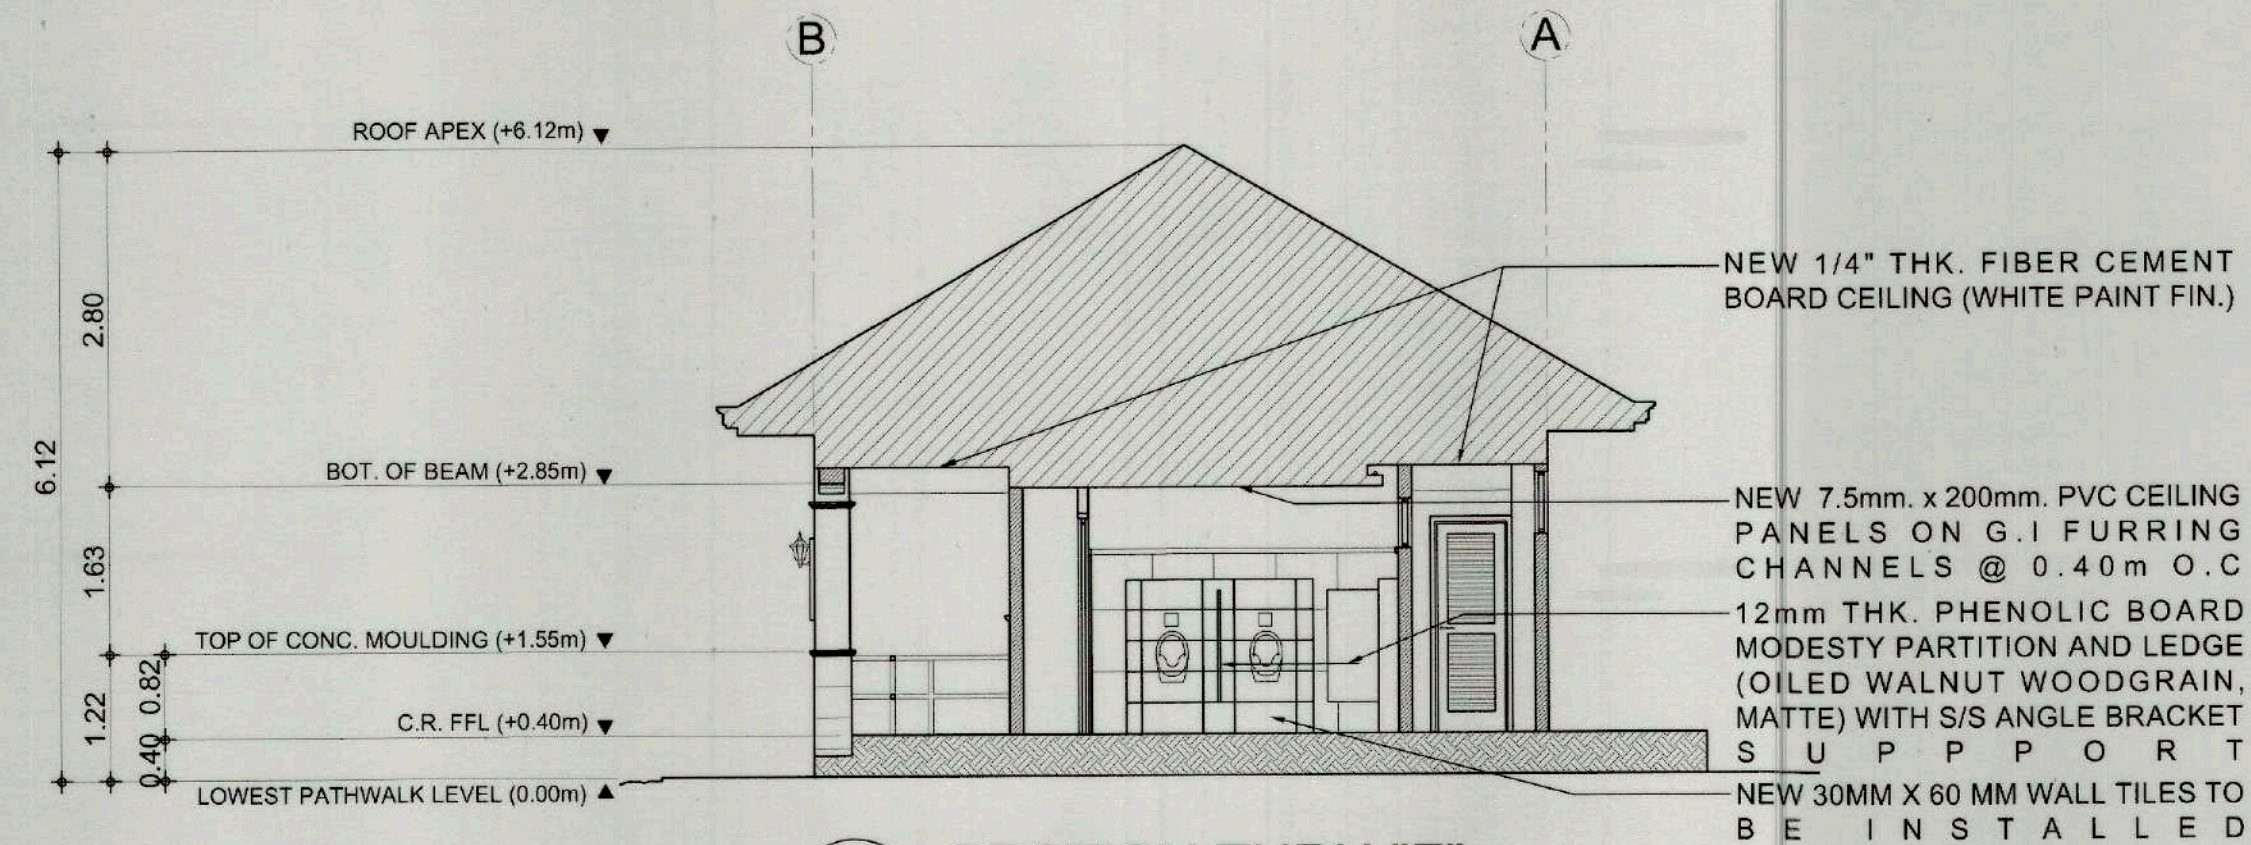 B
A
ROOF APEX (+6.12m)
2.80
NEW 1/4" THK. FIBER CEMENT
BOARD CEILING (WHITE PAINT FIN.)
6.12
BOT. OF BEAM (+2.85m)
NEW 7.5mm. x 200mm. PVC CEILING
PANELS ON G.I FURRING
CHANNELS @ 0.40m O.C
1.63
12mm THK. PHENOLIC BOARD
MODESTY PARTITION AND LEDGE
(OILED WALNUT WOODGRAIN,
MATTE) WITH S/S ANGLE BRACKET
SUPPPORT
TOP OF CONC. MOULDING (+1.55m)
0.82
1.22
C.R. FFL (+0.40m)
0.40
LOWEST PATHWALK LEVEL (0.00m)
NEW 30MM X 60 MM WALL TILES TO
BE INSTALLED